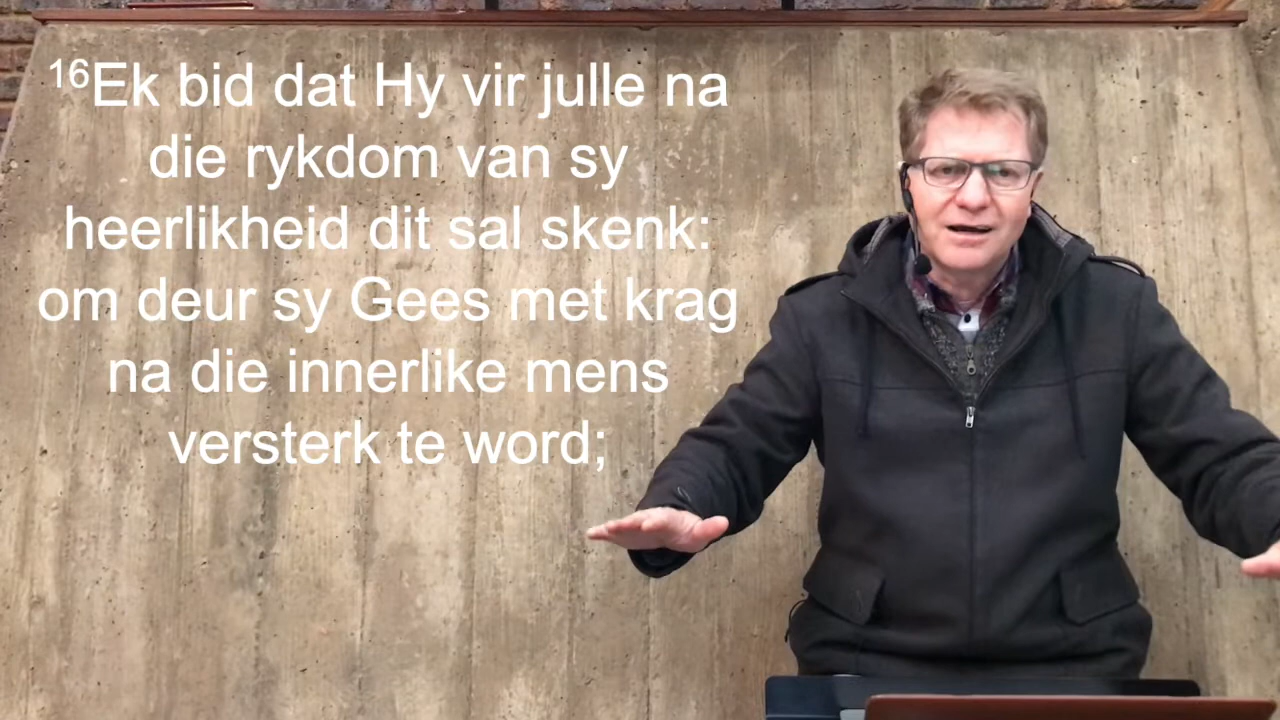 ¹⁶Ek bid dat Hy vir julle na
die rykdom van sy
heerlikheid dit sal skenk:
om deur sy Gees met krag
na die innerlike mens
versterk te word;